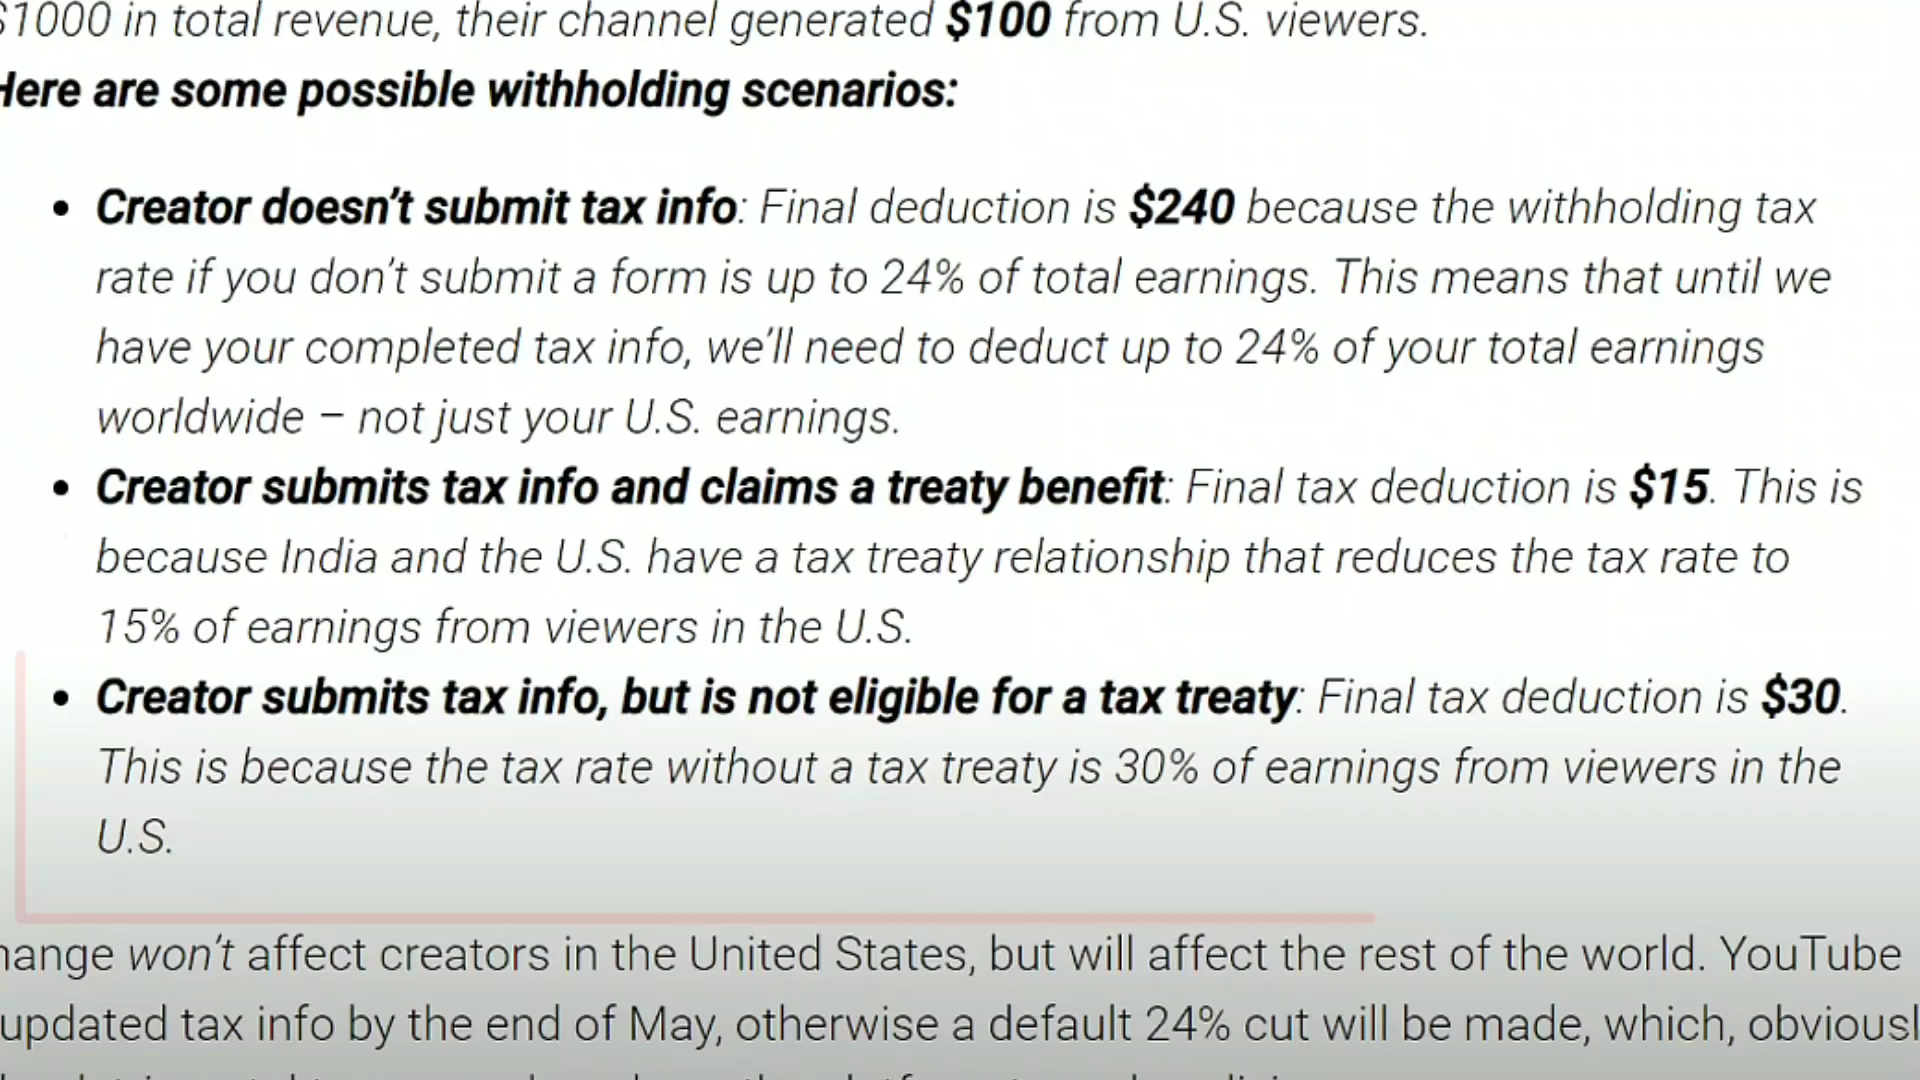 $1000 in total revenue, their channel generated $100 from U.S. viewers.
Here are some possible withholding scenarios:
• Creator doesn’t submit tax info: Final deduction is $240 because the withholding tax
rate if you don’t submit a form is up to 24% of total earnings. This means that until we
have your completed tax info, we’ll need to deduct up to 24% of your total earnings
worldwide – not just your U.S. earnings.
• Creator submits tax info and claims a treaty benefit: Final tax deduction is $15. This is
because India and the U.S. have a tax treaty relationship that reduces the tax rate to
15% of earnings from viewers in the U.S.
• Creator submits tax info, but is not eligible for a tax treaty: Final tax deduction is $30.
This is because the tax rate without a tax treaty is 30% of earnings from viewers in the
U.S.
hange won’t affect creators in the United States, but will affect the rest of the world. YouTube
updated tax info by the end of May, otherwise a default 24% cut will be made, which, obviousl